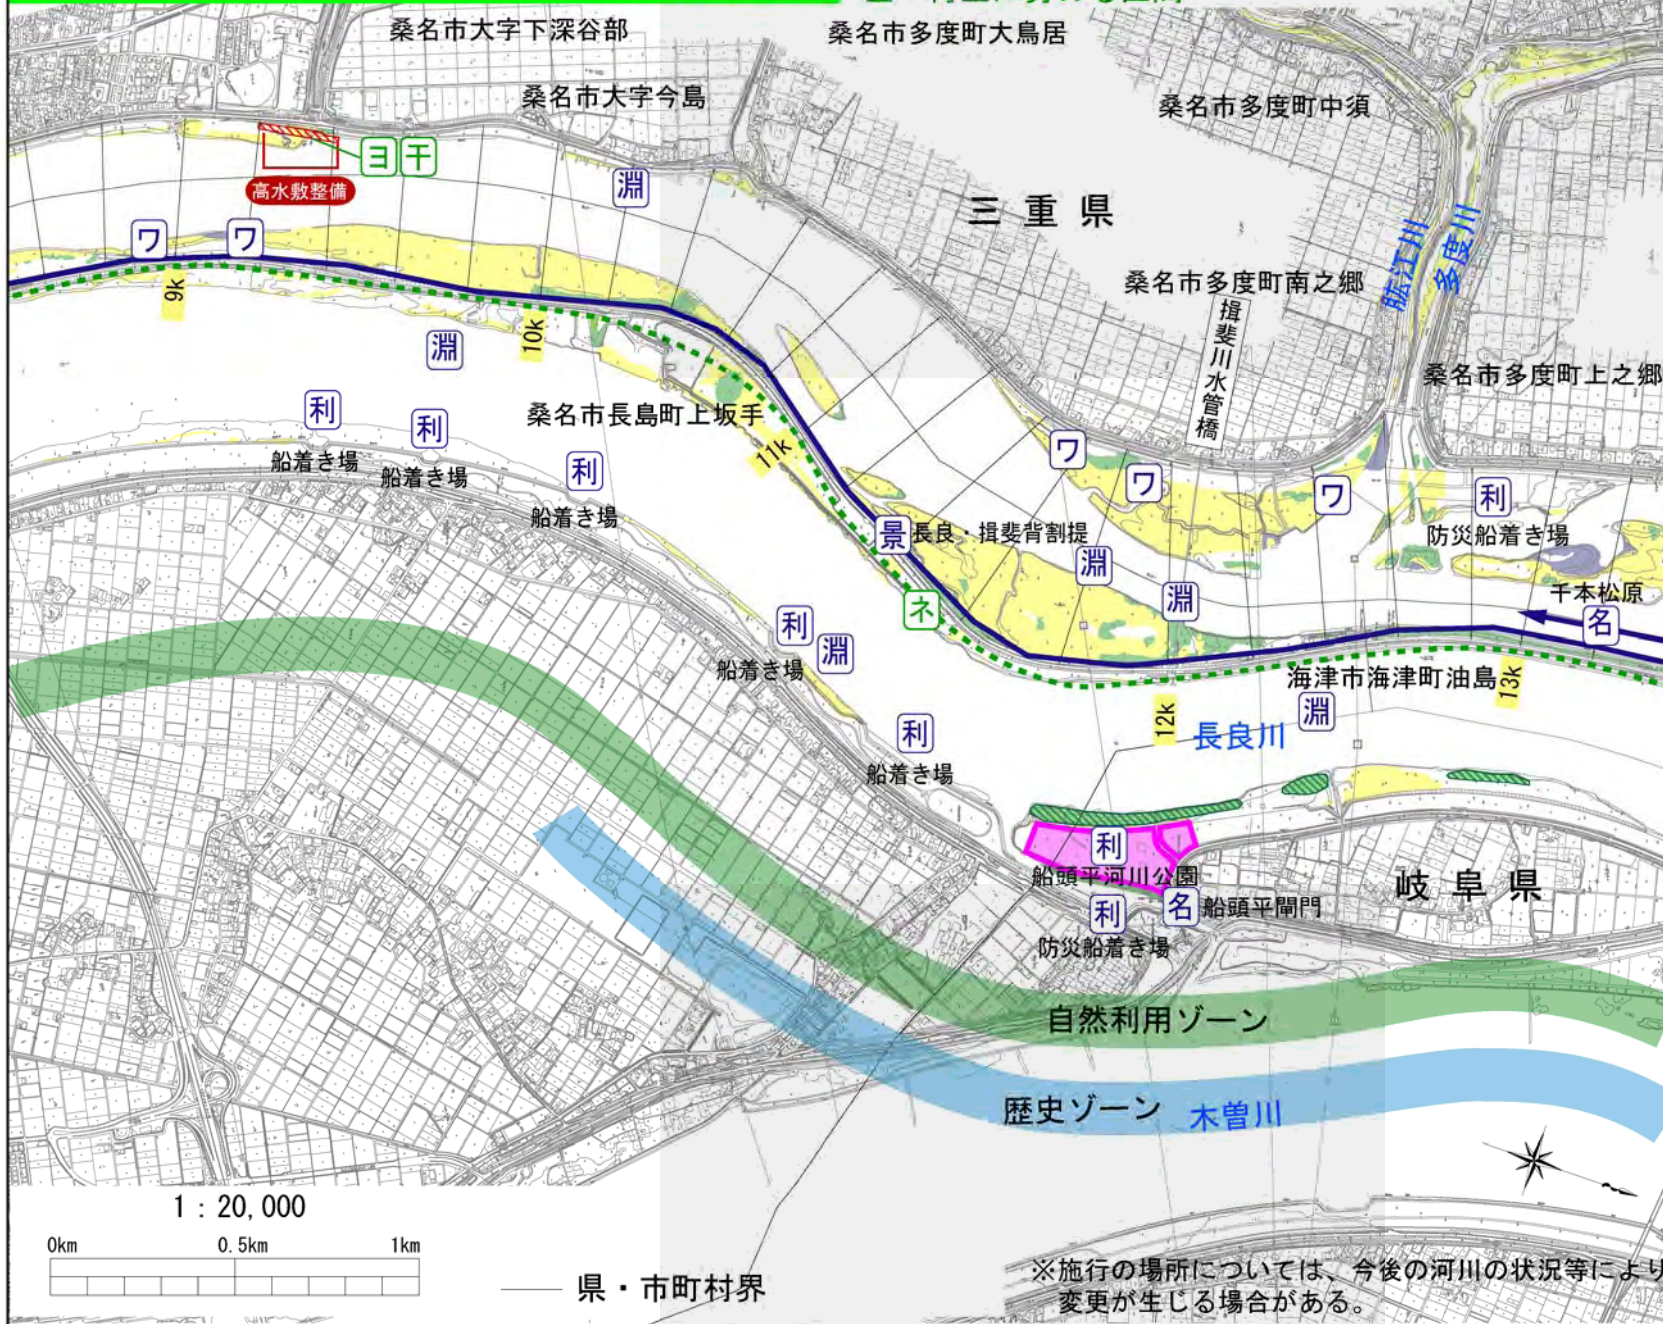 桑名市大字下深谷部
桑名市多度町大鳥居
桑名市大字今島
桑名市多度町中須
ヨ 干
高水敷整備
淵
三重県
ワ
ワ
肱江川
多度川
桑名市多度町南之郷
揖斐川水管橋
9k
10k
淵
桑名市多度町上之郷
利
船着き場
利
船着き場
利
船着き場
桑名市長島町上坂手
11k
ワ
ワ
ワ
利
防災船着き場
景
長良・揖斐背割提
淵
淵
ネ
千本松原
名
利
淵
船着き場
海津市海津町油島
13k
淵
12k
長良川
利
船着き場
利
船頭平河川公園
岐阜県
利
名
船頭平閘門
防災船着き場
自然利用ゾーン
歴史ゾーン
木曽川
1：20,000
0km 0.5km 1km
県・市町村界
※施行の場所については、今後の河川の状況等により
変更が生じる場合がある。